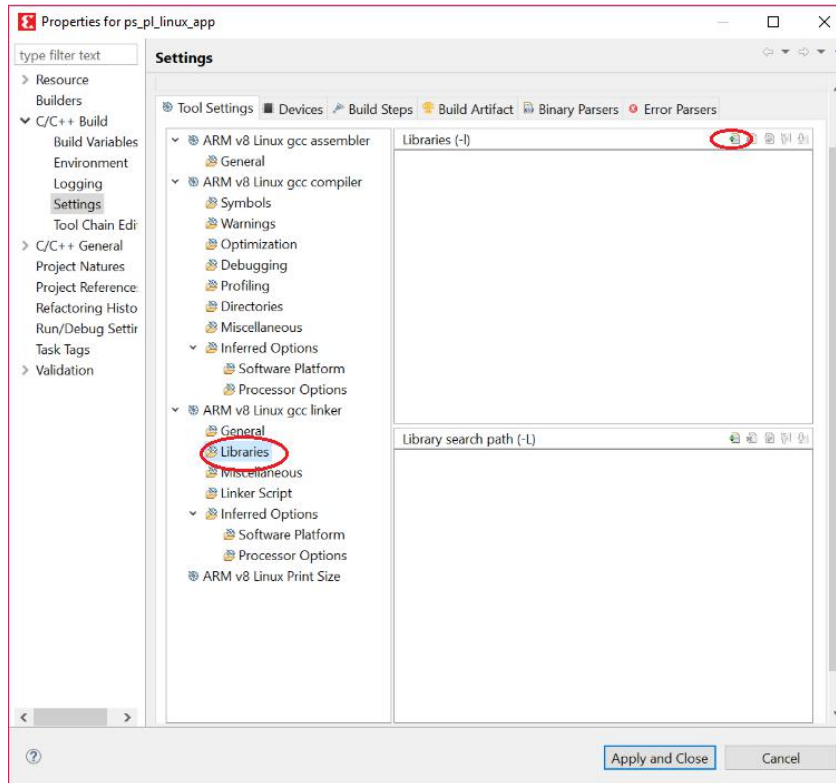 Properties for ps_pl_linux_app
type filter text
Settings
Resource
Builders
C/C++ Build
Build Variables
Environment
Logging
Settings
Tool Chain Edi
C/C++ General
Project Natures
Project Reference
Refactoring Histo
Run/Debug Settin
Task Tags
Validation
Tool Settings
Devices
Build Steps
Build Artifact
Binary Parsers
Error Parsers
ARM v8 Linux gcc assembler
General
ARM v8 Linux gcc compiler
Symbols
Warnings
Optimization
Debugging
Profiling
Directories
Miscellaneous
Inferred Options
Software Platform
Processor Options
ARM v8 Linux gcc linker
General
Libraries
Miscellaneous
Linker Script
Inferred Options
Software Platform
Processor Options
ARM v8 Linux Print Size
Libraries (-l)
Library search path (-L)
Apply and Close
Cancel